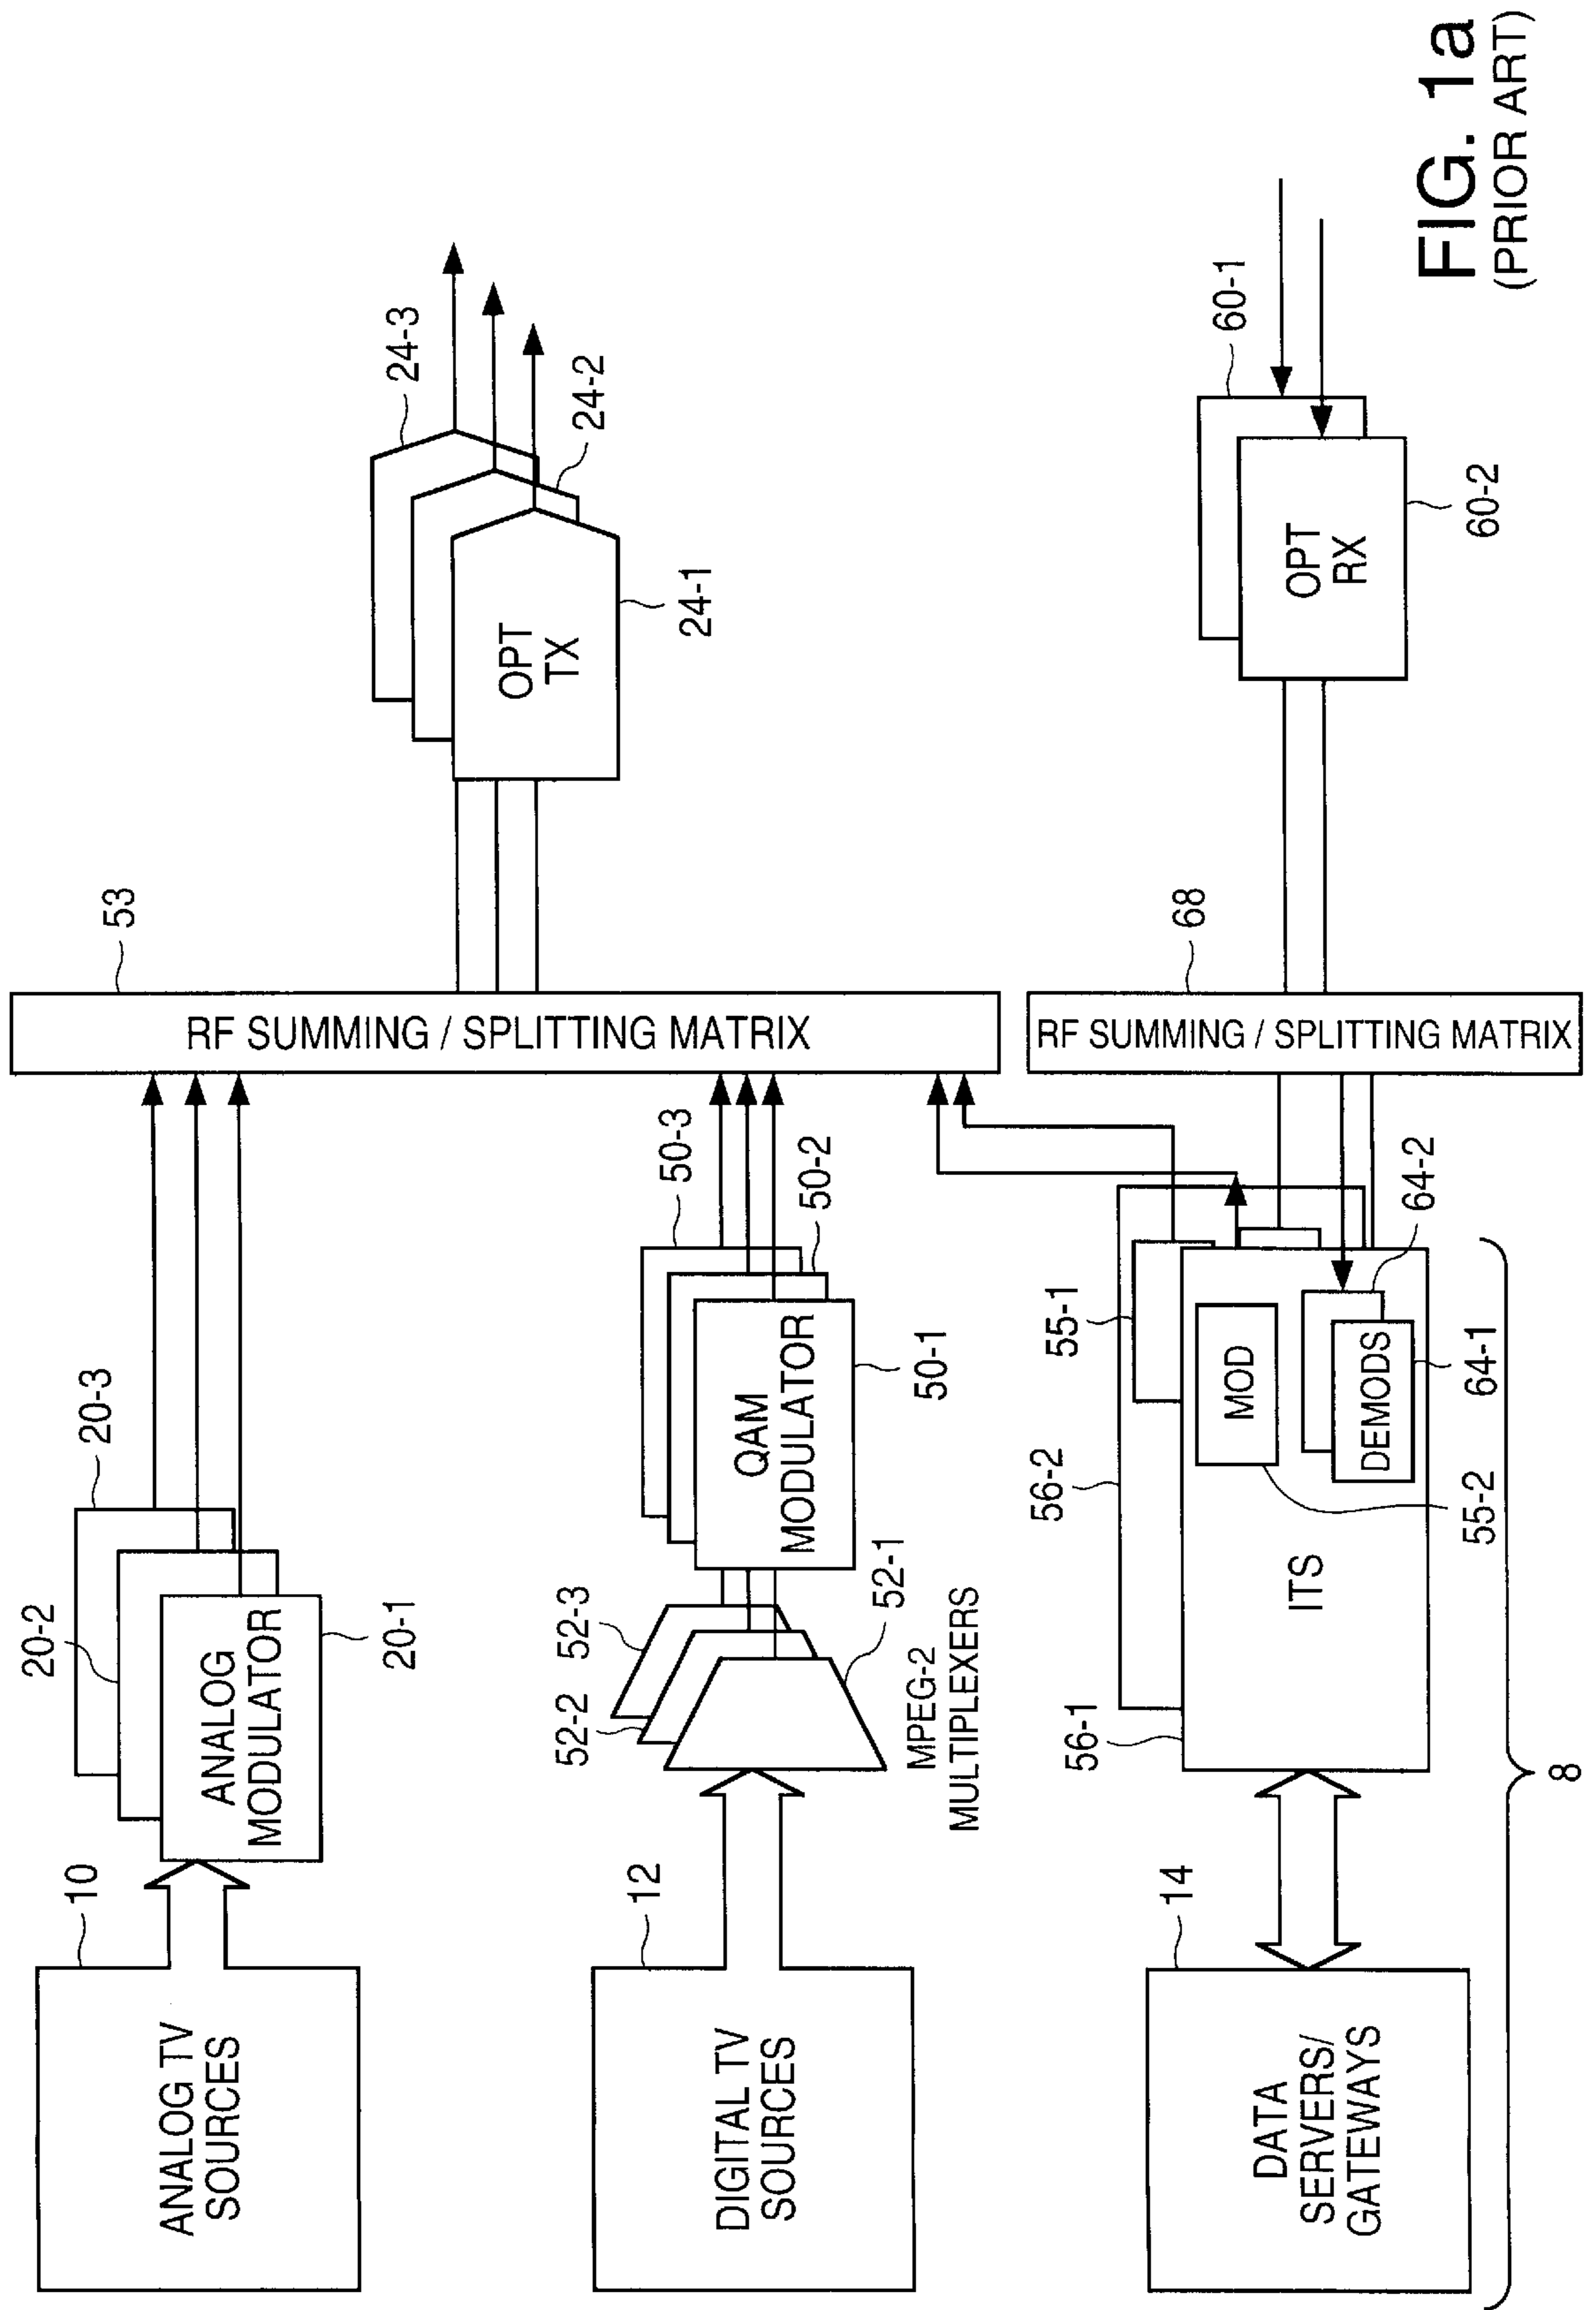 53
RF SUMMING / SPLITTING MATRIX
20-3
20-2
ANALOG
MODULATOR
20-1
10
ANALOG TV
SOURCES
24-3
24-2
OPT
TX
24-1
50-3
50-2
QAM
MODULATOR
50-1
52-3
52-2
52-1
MPEG-2
MULTIPLEXERS
12
DIGITAL TV
SOURCES
68
RF SUMMING / SPLITTING MATRIX
60-1
OPT
RX
60-2
64-2
55-1
MOD
DEMODS
64-1
56-2
55-2
ITS
56-1
14
DATA
SERVERS/
GATEWAYS
8
FIG. 1a
(PRIOR ART)